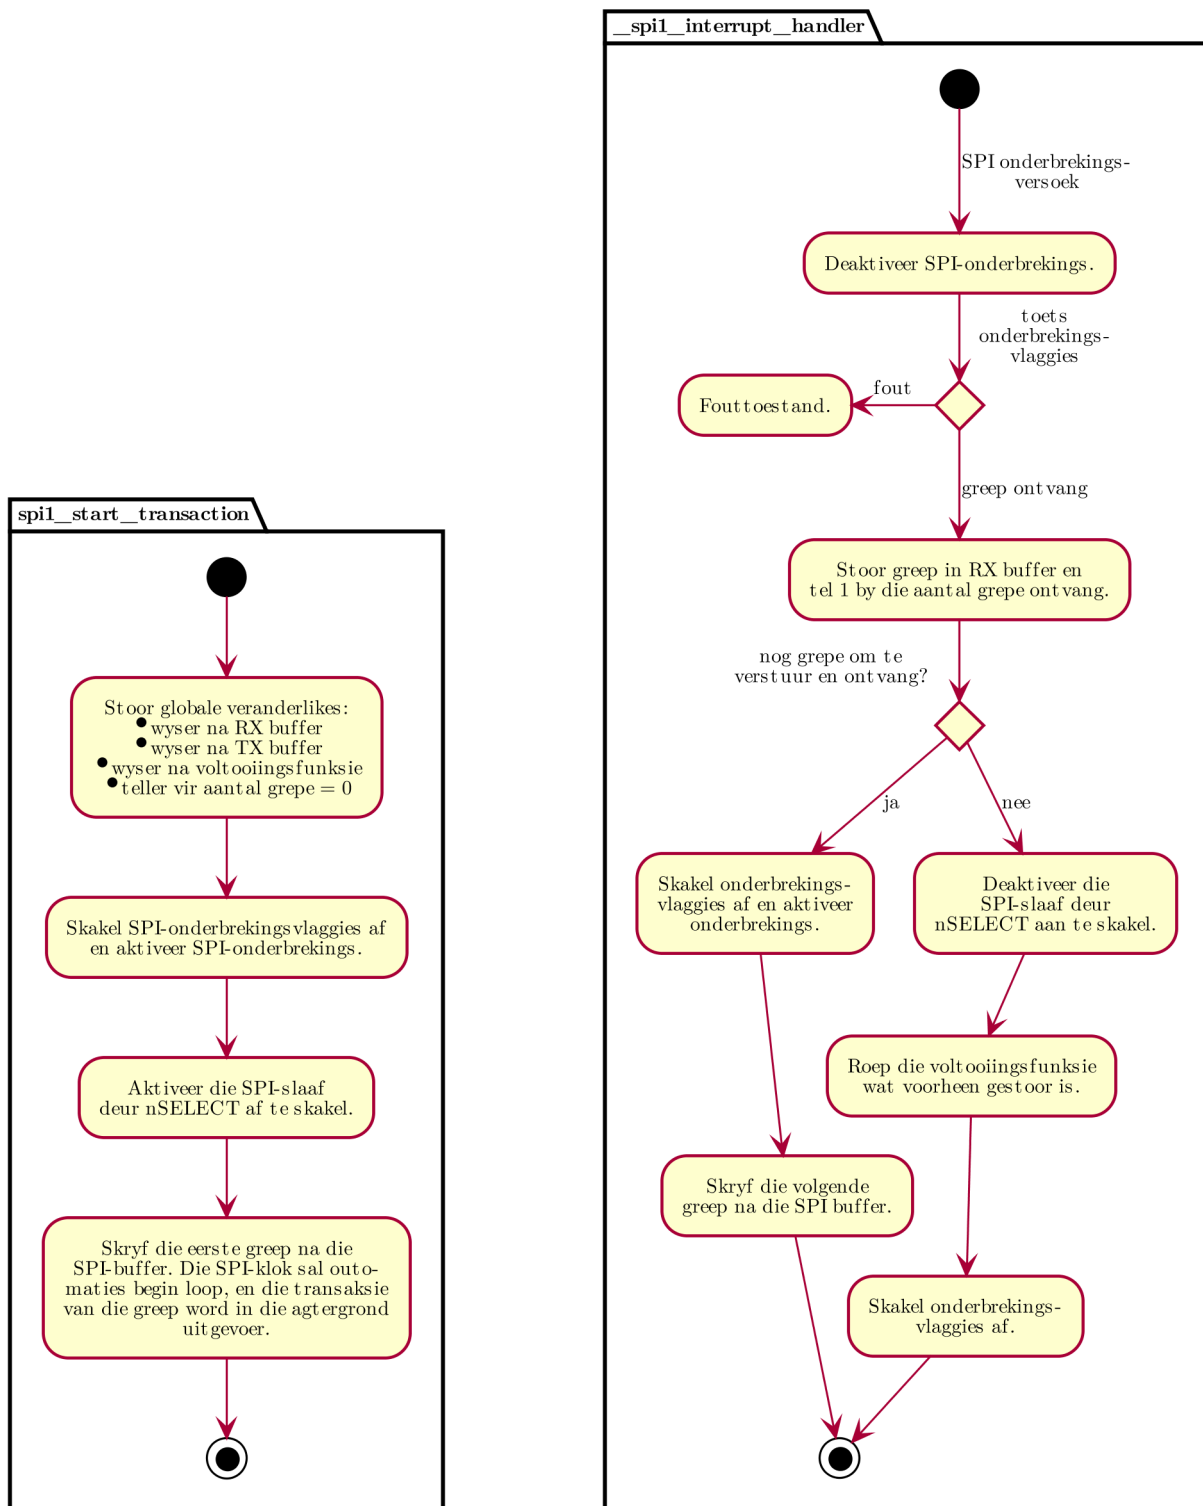 spi1_start_transaction
Stoor globale veranderlikes:
• wyser na RX buffer
• wyser na TX buffer
• wyser na voltooiingsfunksie
• teller vir aantal grepe = 0
Skakel SPI-onderbrekingsvlaggies af
en aktiveer SPI-onderbrekings.
Aktiveer die SPI-slaaf
deur nSELECT af te skakel.
Skryf die eerste greep na die
SPI-buffer. Die SPI-klok sal outo-
maties begin loop, en die transaksie
van die greep word in die agtergrond
uitgevoer.
_spi1_interrupt_handler
SPI onderbrekings-
versoek
Deaktiveer SPI-onderbrekings.
toets
onderbrekings-
vlaggies
fout
Fouttoestand.
greep ontvang
Stoor greep in RX buffer en
tel 1 by die aantal grepe ontvang.
nog grepe om te
verstuur en ontvang?
ja
nee
Skakel onderbrekings-
vlaggies af en aktiveer
onderbrekings.
Deaktiveer die
SPI-slaaf deur
nSELECT aan te skakel.
Roep die voltooiingsfunksie
wat voorheen gestoor is.
Skryf die volgende
greep na die SPI buffer.
Skakel onderbrekings-
vlaggies af.